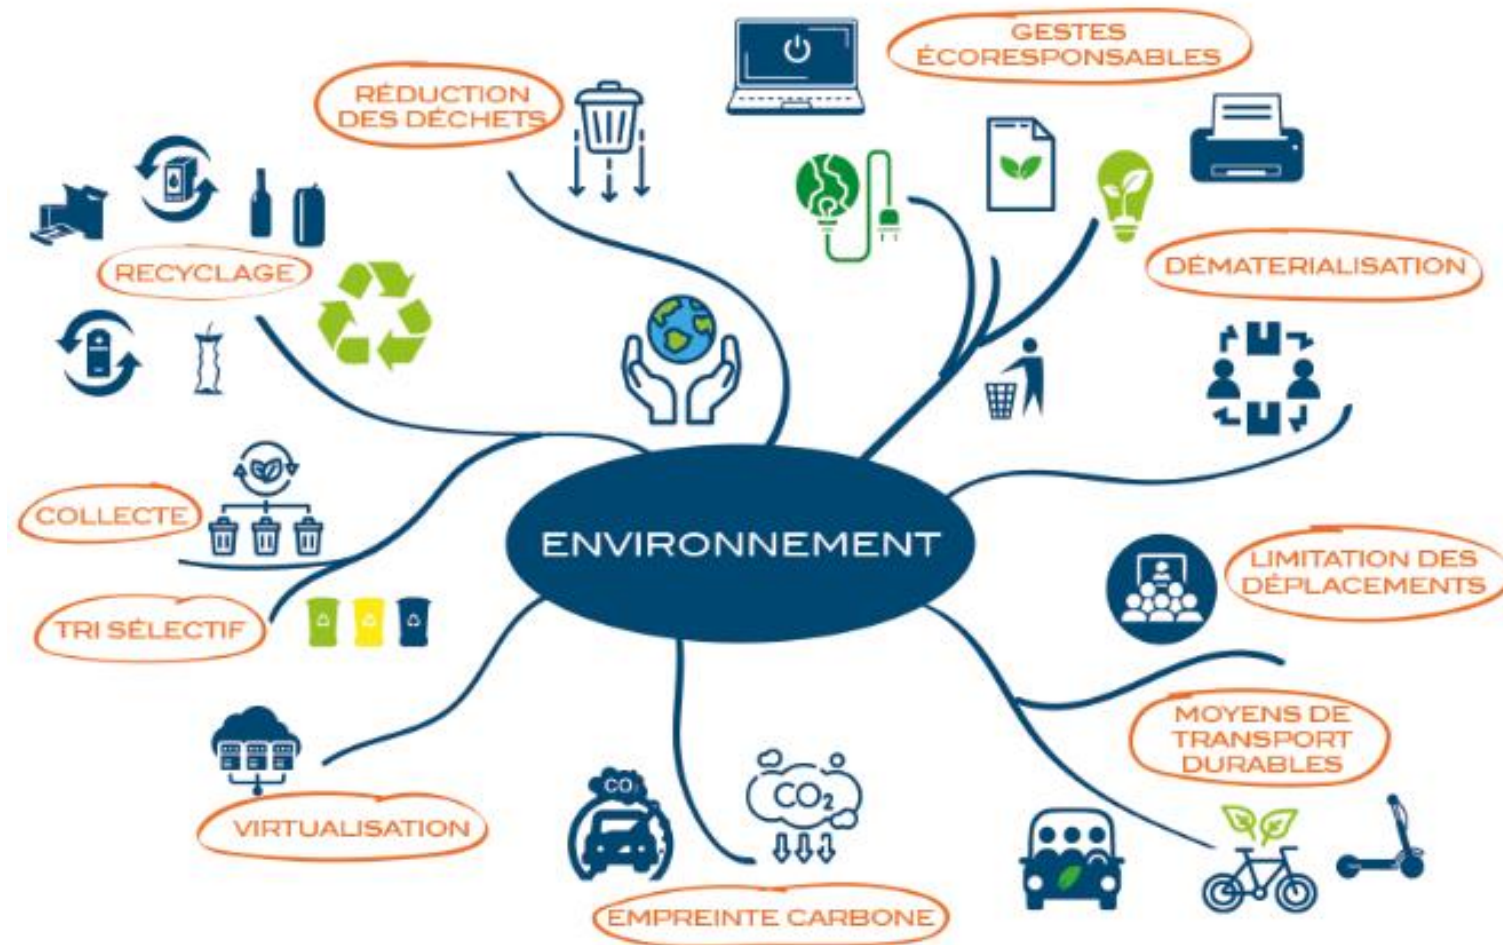 GESTES
ÉCORESPONSABLES
RÉDUCTION
DES DÉCHETS
RECYCLAGE
DÉMATERIALISATION
COLLECTE
ENVIRONNEMENT
LIMITATION DES
DÉPLACEMENTS
TRI SÉLECTIF
MOYENS DE
TRANSPORT
DURABLES
VIRTUALISATION
CO₂
CO₂
EMPREINTE CARBONE